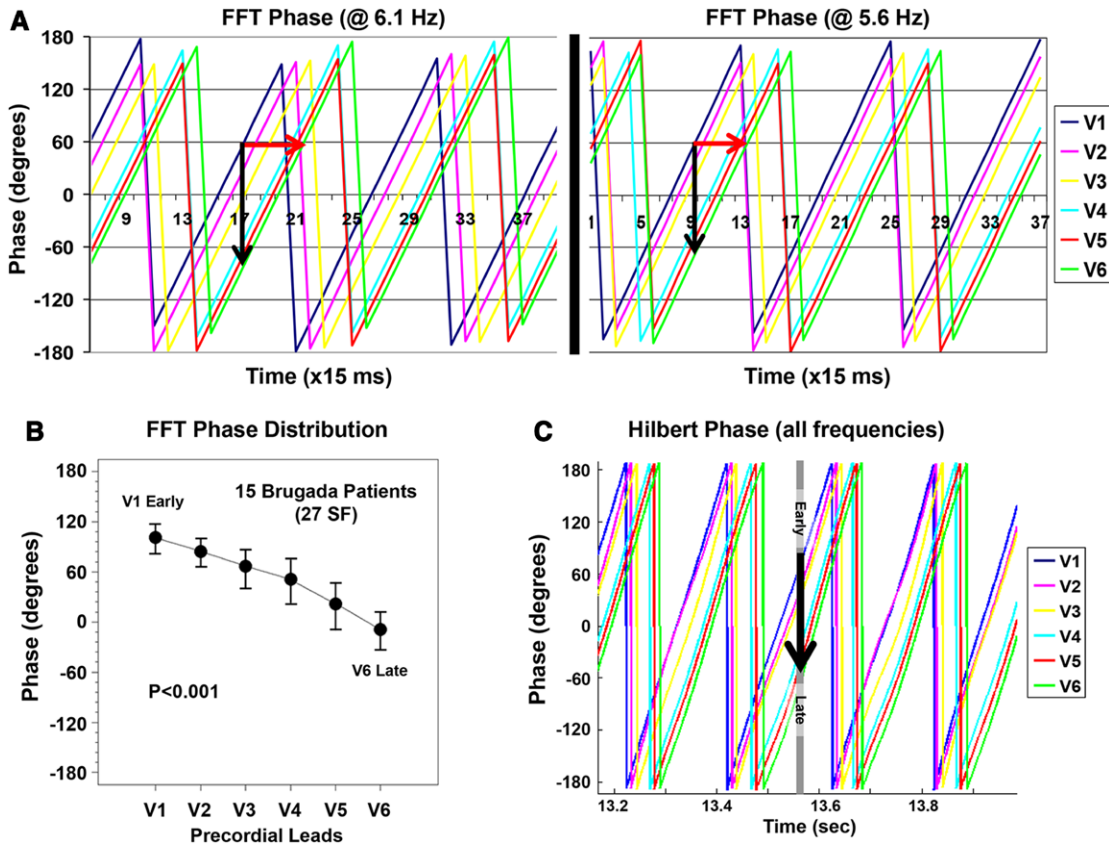 A
FFT Phase (@ 6.1 Hz)
FFT Phase (@ 5.6 Hz)
Phase (degrees)
180
120
60
0
-60
-120
-180
9 13 17 21 25 29 33 37
1 5 9 13 17 21 9 33 37
Time (x15 ms)
Time (x15 ms)
V1
V2
V3
V4
V5
V6
B
FFT Phase Distribution
Phase (degrees)
180
120
60
0
-60
-120
-180
V1 Early
15 Brugada Patients
(27 SF)
V6 Late
P<0.001
V1 V2 V3 V4 V5 V6
Precordial Leads
C
Hilbert Phase (all frequencies)
Phase (degrees)
180
120
60
0
-60
-120
-180
Early
Late
13.2 13.4 13.6 13.8
Time (sec)
V1
V2
V3
V4
V5
V6